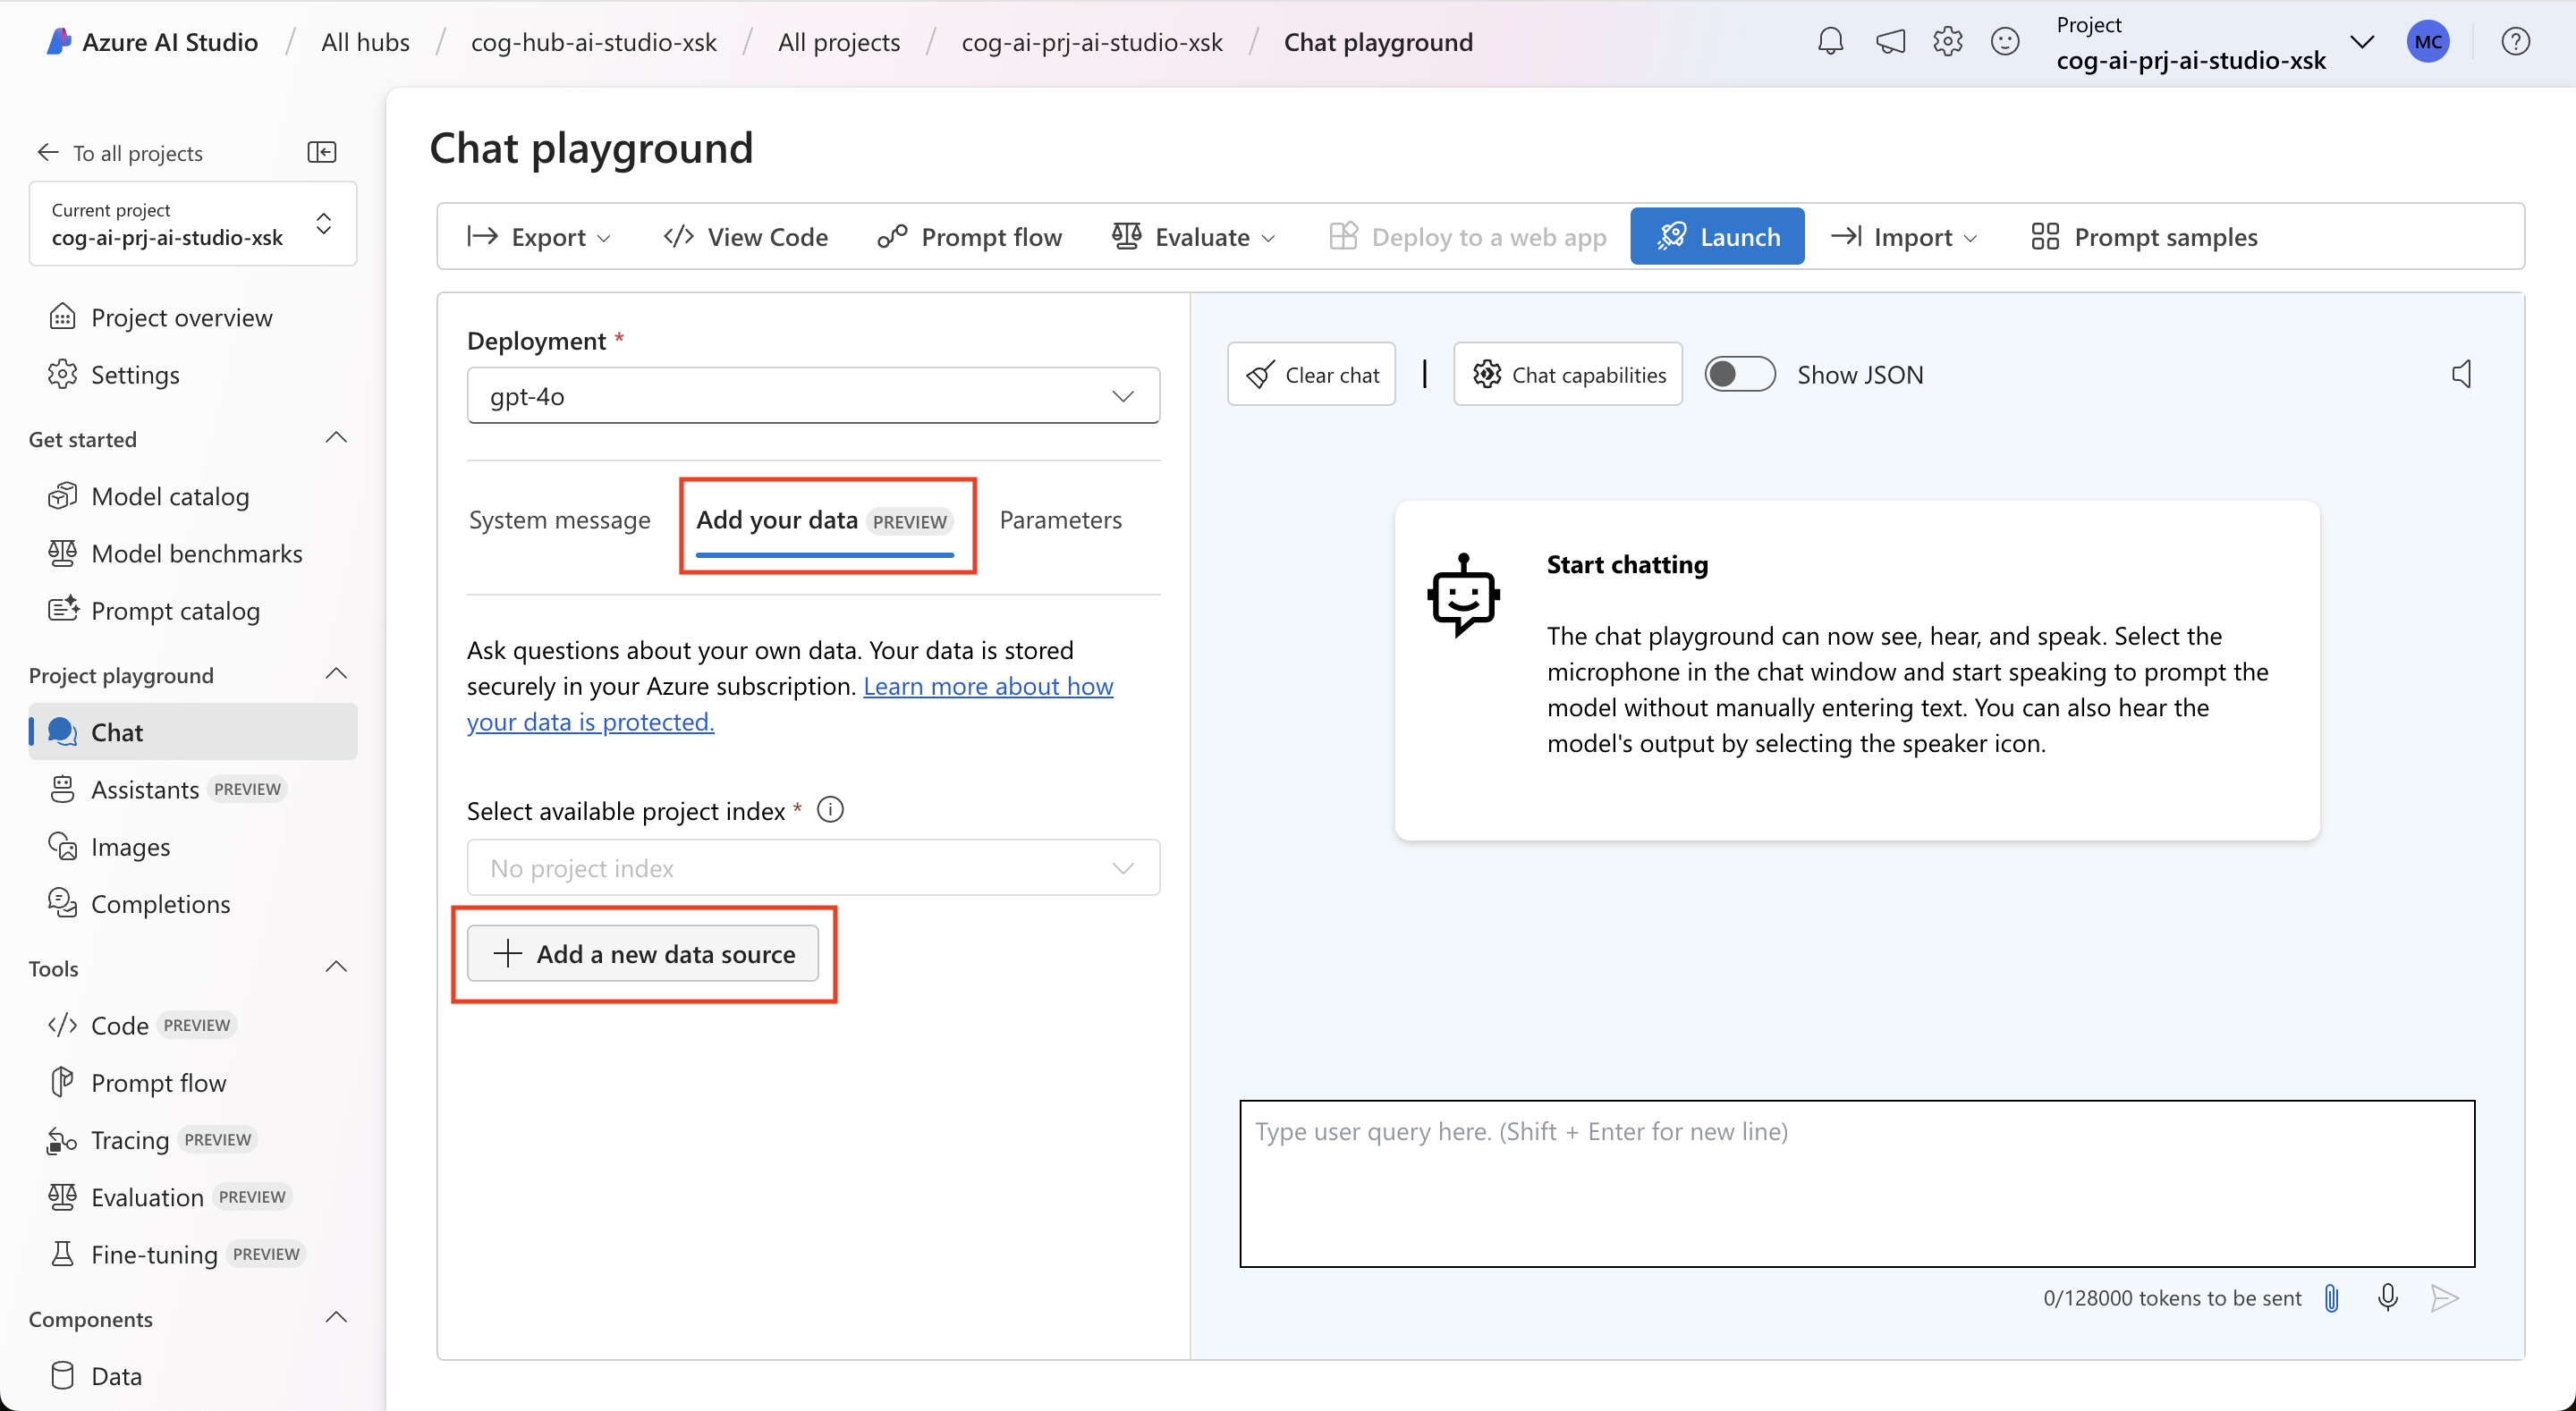 Azure AI Studio / All hubs / cog-hub-ai-studio-xsk / All projects / cog-ai-prj-ai-studio-xsk / Chat playground
Project
cog-ai-prj-ai-studio-xsk
MC
To all projects
Current project
cog-ai-prj-ai-studio-xsk
Project overview
Settings
Get started
Model catalog
Model benchmarks
Prompt catalog
Project playground
Chat
Assistants PREVIEW
Images
Completions
Tools
Code PREVIEW
Prompt flow
Tracing PREVIEW
Evaluation PREVIEW
Fine-tuning PREVIEW
Components
Data
Chat playground
Export View Code Prompt flow Evaluate Deploy to a web app Launch Import Prompt samples
Deployment *
gpt-4o
System message Add your data PREVIEW Parameters
Ask questions about your own data. Your data is stored
securely in your Azure subscription. Learn more about how
your data is protected.
Select available project index *
No project index
Add a new data source
Clear chat | Chat capabilities Show JSON
Start chatting
The chat playground can now see, hear, and speak. Select the
microphone in the chat window and start speaking to prompt the
model without manually entering text. You can also hear the
model's output by selecting the speaker icon.
Type user query here. (Shift + Enter for new line)
0/128000 tokens to be sent